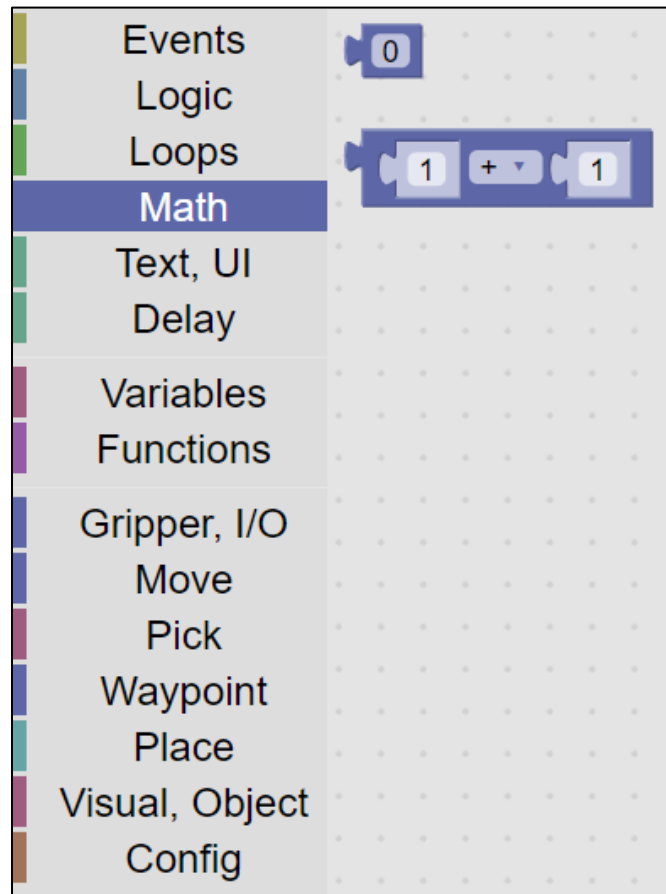 Events
Logic
Loops
Math
Text, UI
Delay
Variables
Functions
Gripper, I/O
Move
Pick
Waypoint
Place
Visual, Object
Config
0
1 + 1